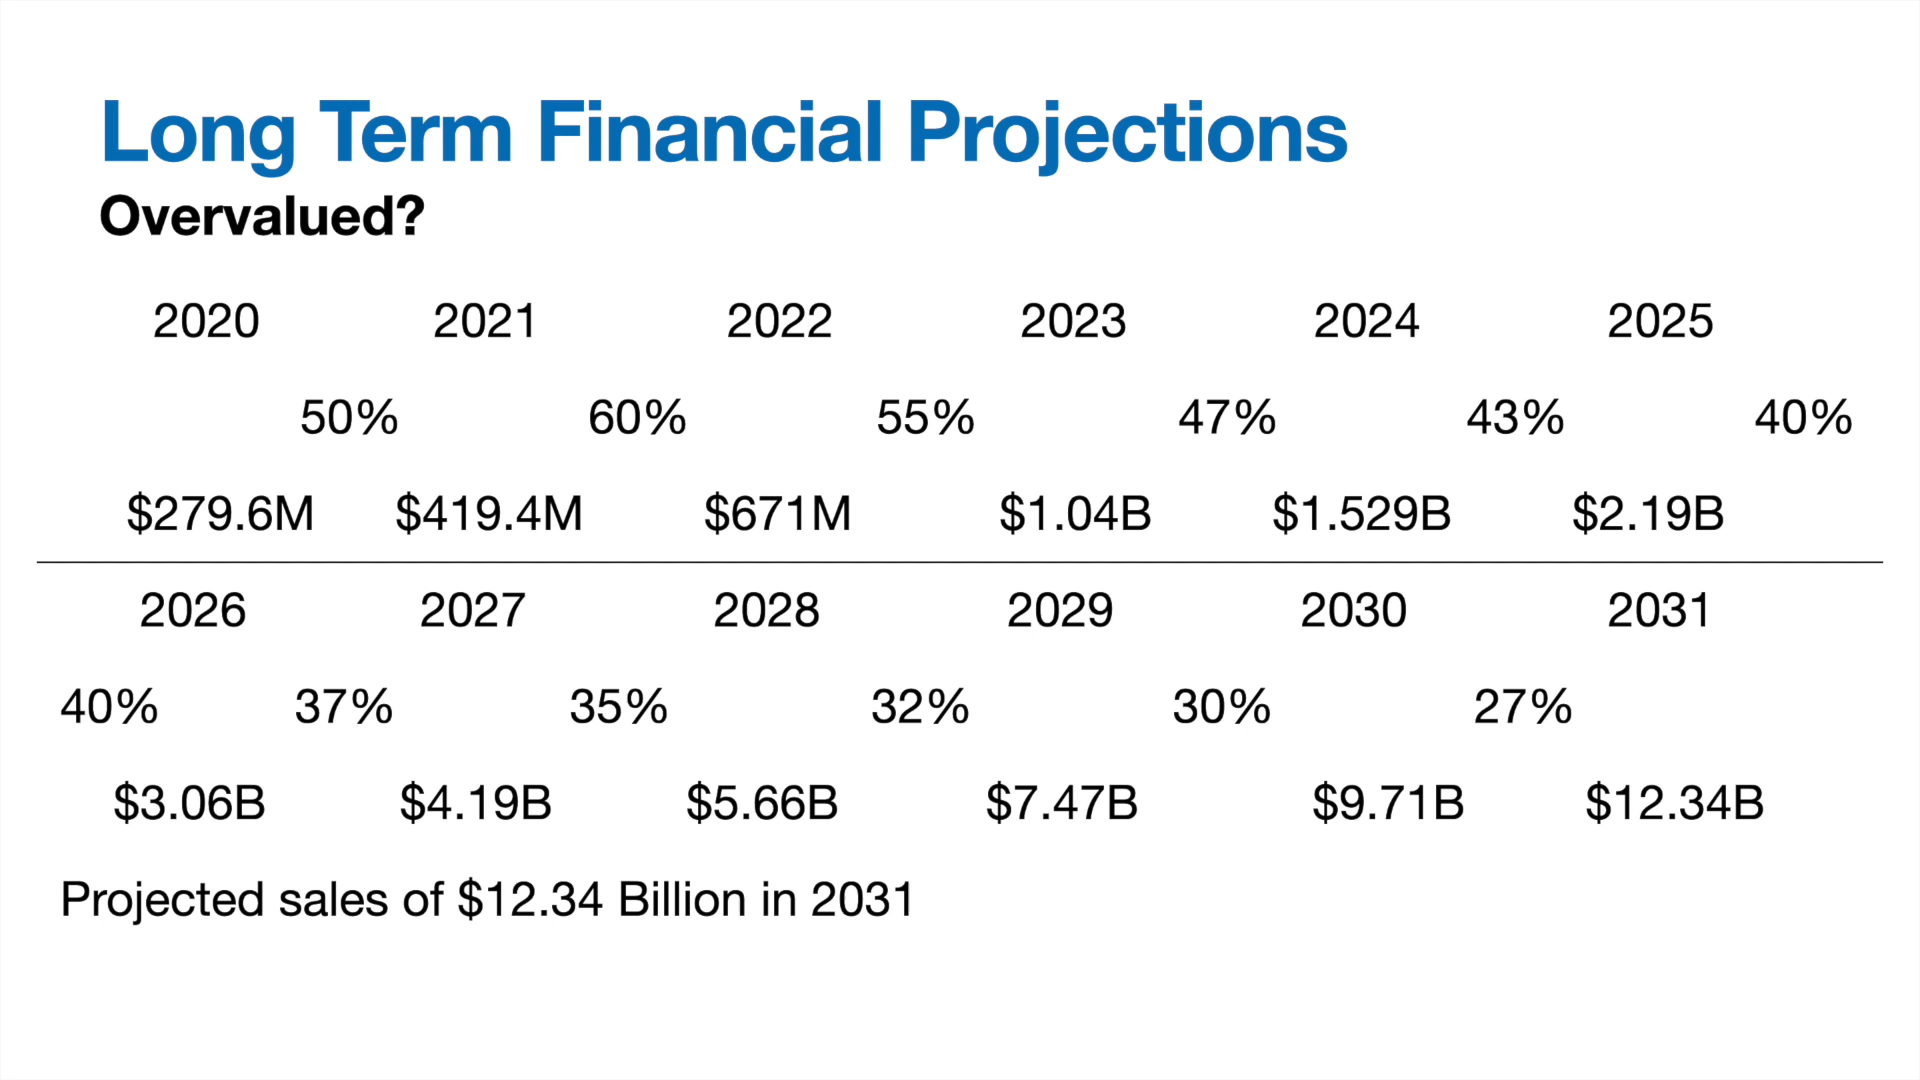 Long Term Financial Projections
Overvalued?
2020 2021 2022 2023 2024 2025
50% 60% 55% 47% 43% 40%
$279.6M $419.4M $671M $1.04B $1.529B $2.19B
2026 2027 2028 2029 2030 2031
40% 37% 35% 32% 30% 27%
$3.06B $4.19B $5.66B $7.47B $9.71B $12.34B
Projected sales of $12.34 Billion in 2031